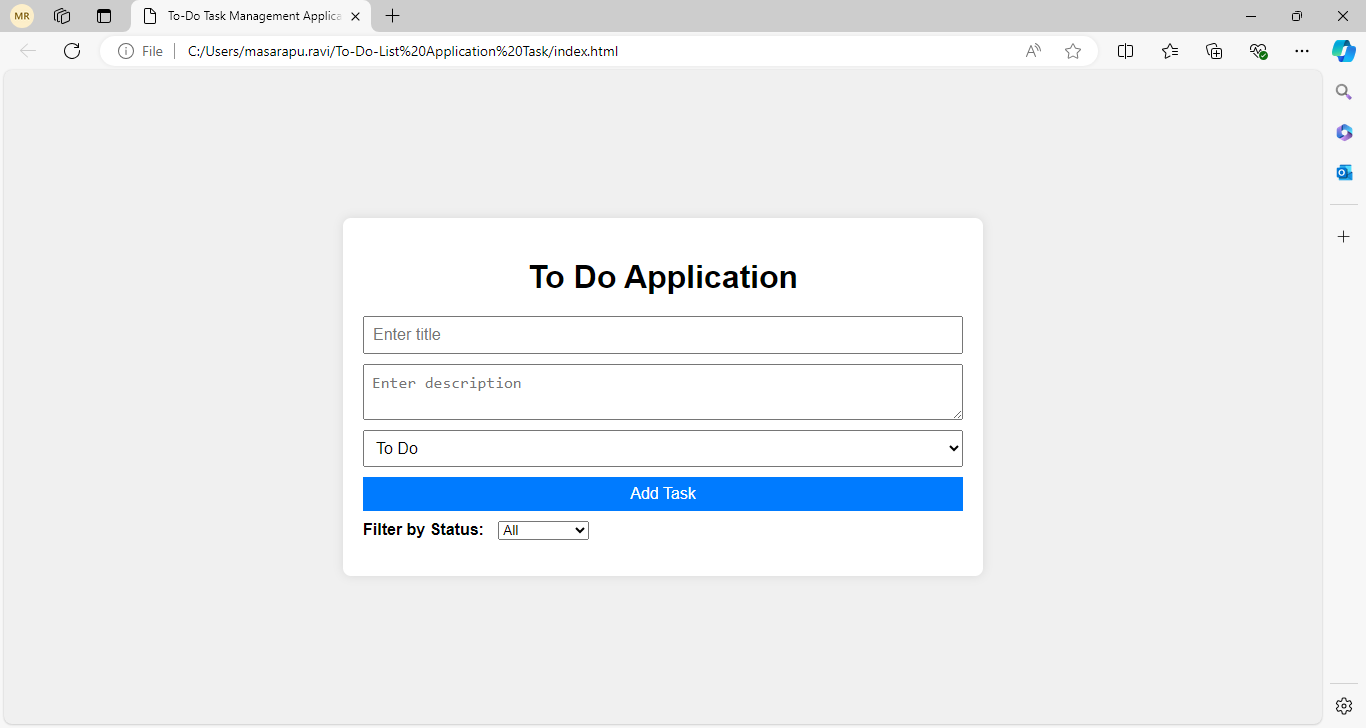 MR
To-Do Task Management Applica
File
C:/Users/masarapu.ravi/To-Do-List%20Application%20Task/index.html
To Do Application
Enter title
Enter description
To Do
Add Task
Filter by Status: All